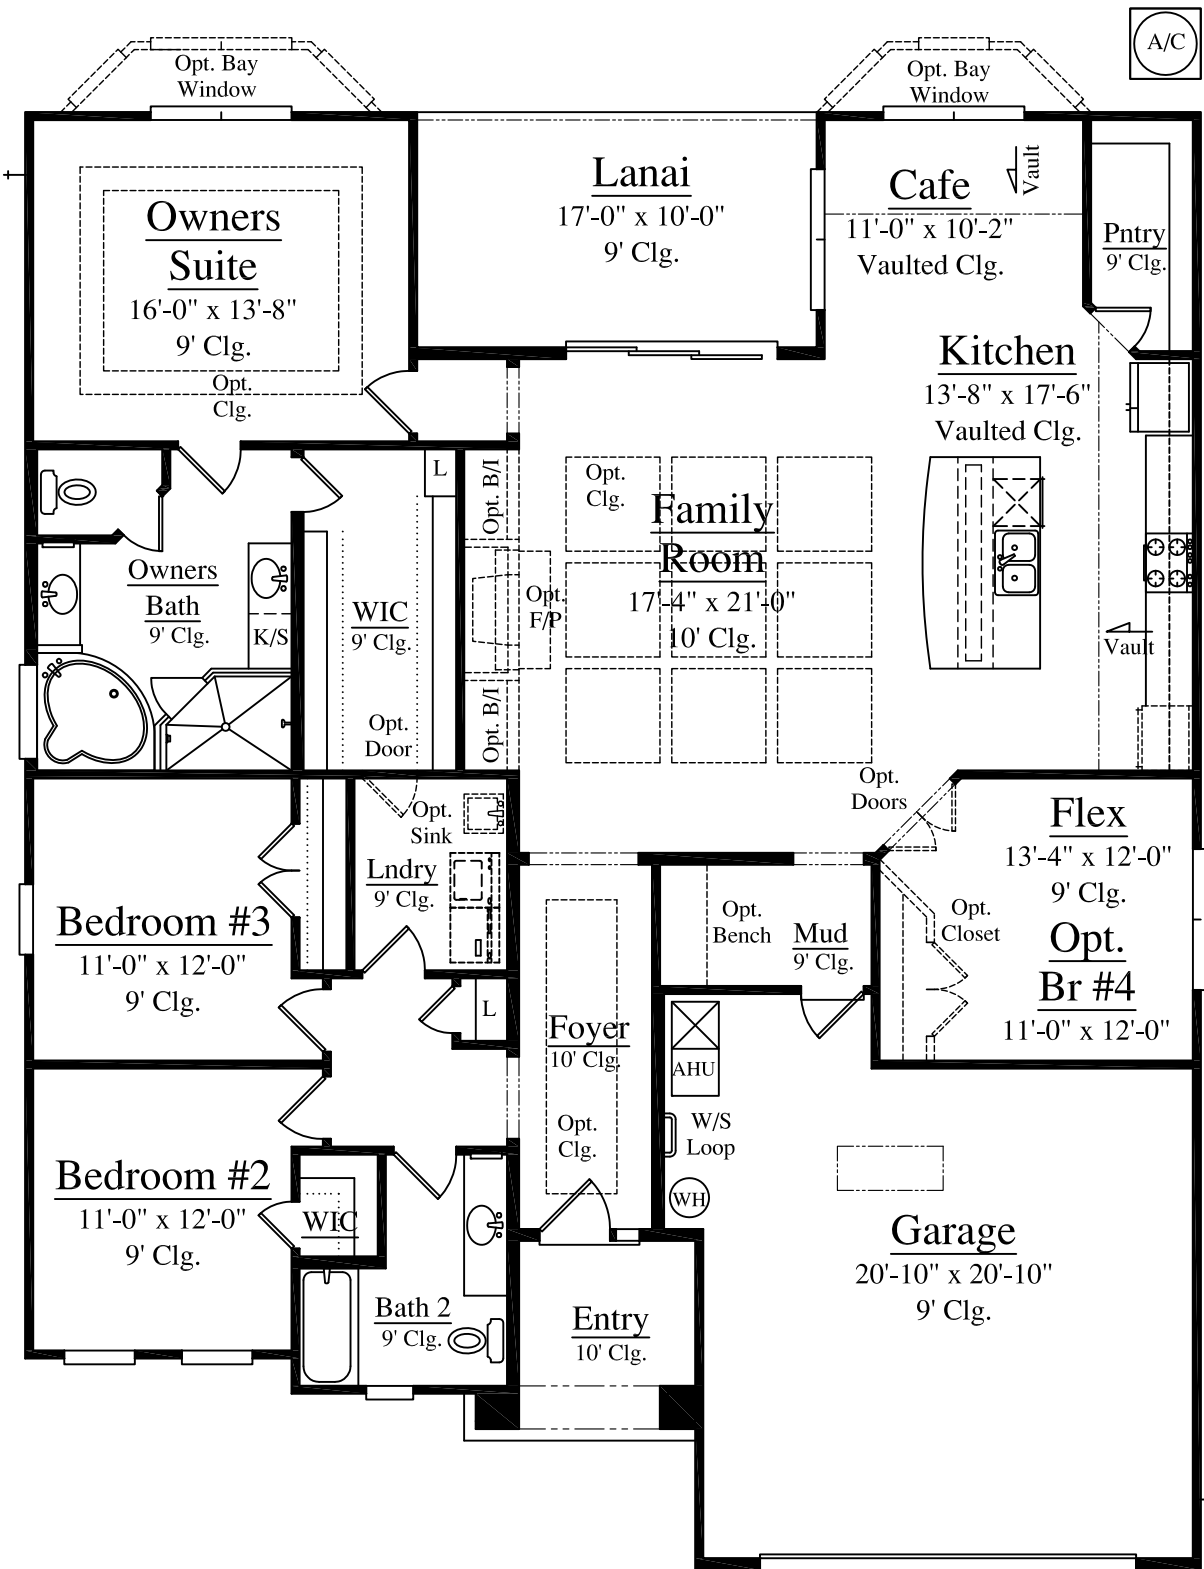 A/C
Opt. Bay
Window
Opt. Bay
Window
Owners
Suite
16'-0" x 13'-8"
9' Clg.
Opt.
Clg.
Lanai
17'-0" x 10'-0"
9' Clg.
Cafe
11'-0" x 10'-2"
Vaulted Clg.
Vault
Pntry
9' Clg.
Kitchen
13'-8" x 17'-6"
Vaulted Clg.
L
Opt. B/I
Opt.
Clg.
Family
Room
17'-4" x 21'-0"
10' Clg.
Opt.
F/P
Opt. B/I
Vault
Owners
Bath
9' Clg.
K/S
WIC
9' Clg.
Opt.
Door
Opt.
Sink
Lndry
9' Clg.
Opt.
Doors
Flex
13'-4" x 12'-0"
9' Clg.
Opt.
Br #4
11'-0" x 12'-0"
Opt.
Closet
Bedroom #3
11'-0" x 12'-0"
9' Clg.
Opt.
Bench
Mud
9' Clg.
L
Foyer
10' Clg.
Opt.
Clg.
AHU
W/S
Loop
WH
Bedroom #2
11'-0" x 12'-0"
9' Clg.
WIC
Bath 2
9' Clg.
Entry
10' Clg.
Garage
20'-10" x 20'-10"
9' Clg.